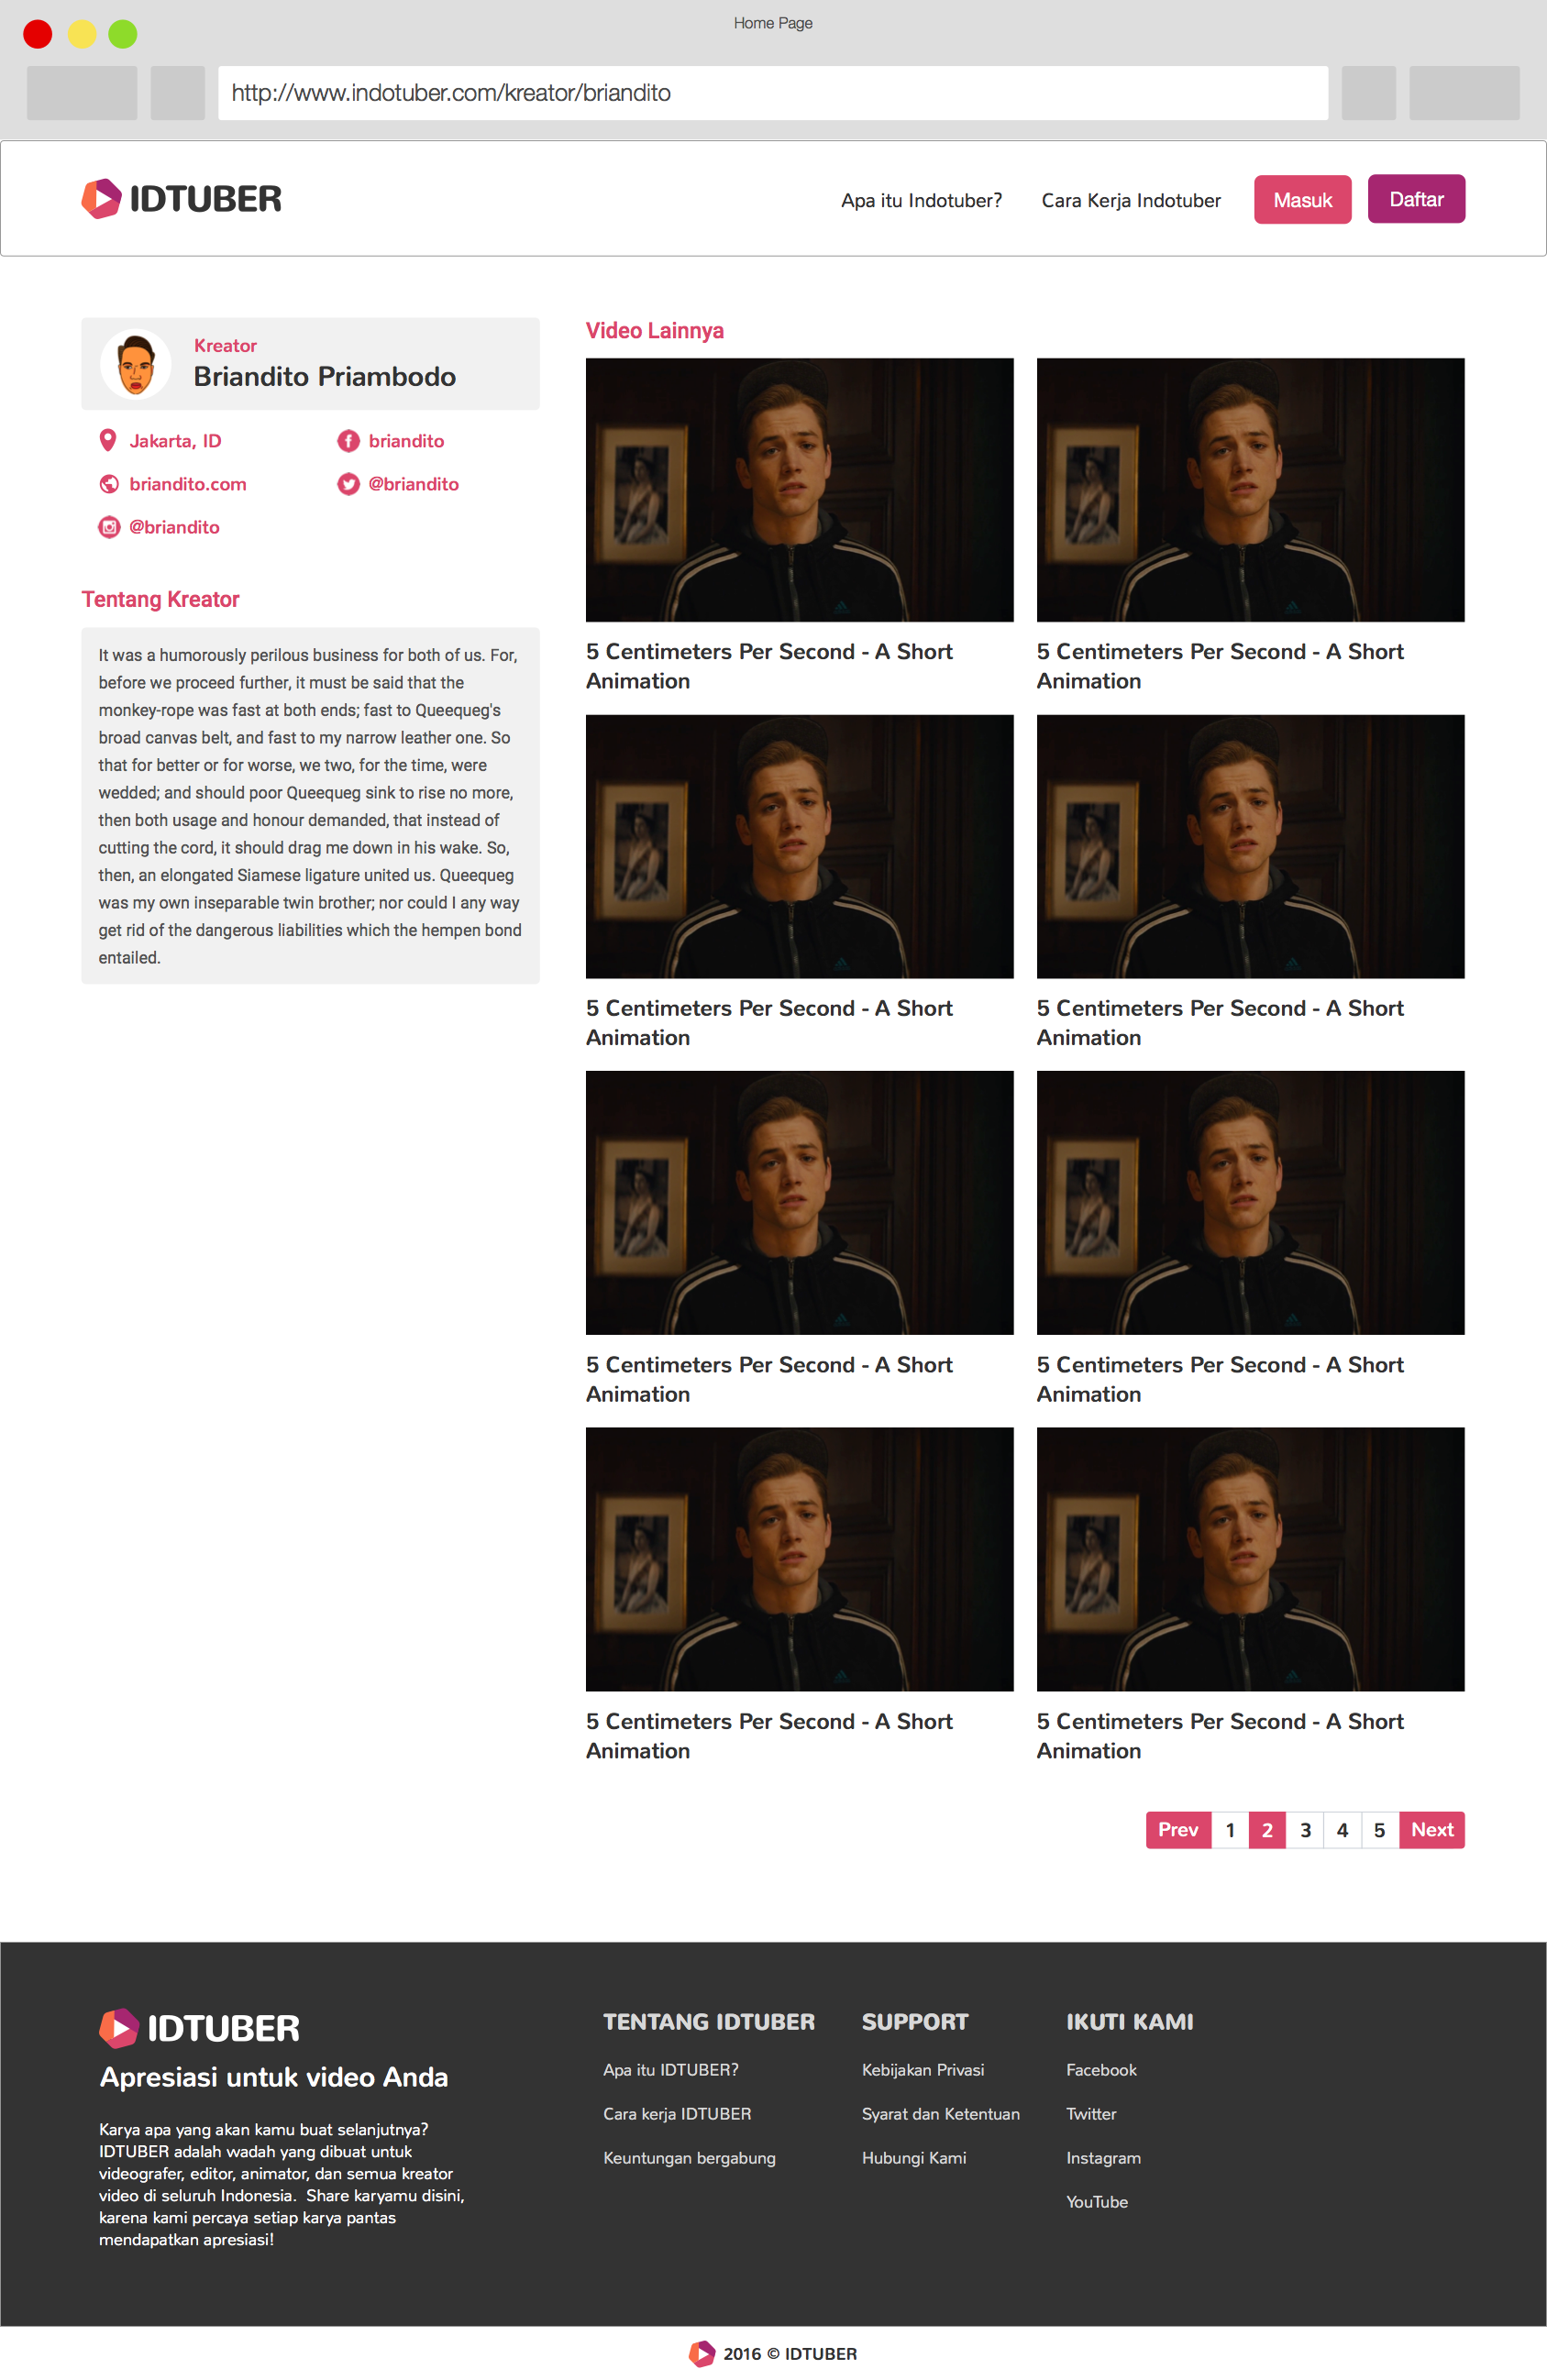 Home Page
http://www.indotuber.com/kreator/briandito
IDTUBER
Apa itu Indotuber?
Cara Kerja Indotuber
Masuk
Daftar
Kreator
Briandito Priambodo
Jakarta, ID
briandito
briandito.com
@briandito
@briandito
Tentang Kreator
It was a humorously perilous business for both of us. For,
before we proceed further, it must be said that the
monkey-rope was fast at both ends; fast to Queequeg's
broad canvas belt, and fast to my narrow leather one. So
that for better or for worse, we two, for the time, were
wedded; and should poor Queequeg sink to rise no more,
then both usage and honour demanded, that instead of
cutting the cord, it should drag me down in his wake. So,
then, an elongated Siamese ligature united us. Queequeg
was my own inseparable twin brother; nor could I any way
get rid of the dangerous liabilities which the hempen bond
entailed.
Video Lainnya
5 Centimeters Per Second - A Short
Animation
5 Centimeters Per Second - A Short
Animation
5 Centimeters Per Second - A Short
Animation
5 Centimeters Per Second - A Short
Animation
5 Centimeters Per Second - A Short
Animation
5 Centimeters Per Second - A Short
Animation
5 Centimeters Per Second - A Short
Animation
5 Centimeters Per Second - A Short
Animation
Prev 1 2 3 4 5 Next
IDTUBER
Apresiasi untuk video Anda
Karya apa yang akan kamu buat selanjutnya?
IDTUBER adalah wadah yang dibuat untuk
videografer, editor, animator, dan semua kreator
video di seluruh Indonesia.  Share karyamu disini,
karena kami percaya setiap karya pantas
mendapatkan apresiasi!
TENTANG IDTUBER
Apa itu IDTUBER?
Cara kerja IDTUBER
Keuntungan bergabung
SUPPORT
Kebijakan Privasi
Syarat dan Ketentuan
Hubungi Kami
IKUTI KAMI
Facebook
Twitter
Instagram
YouTube
2016 © IDTUBER